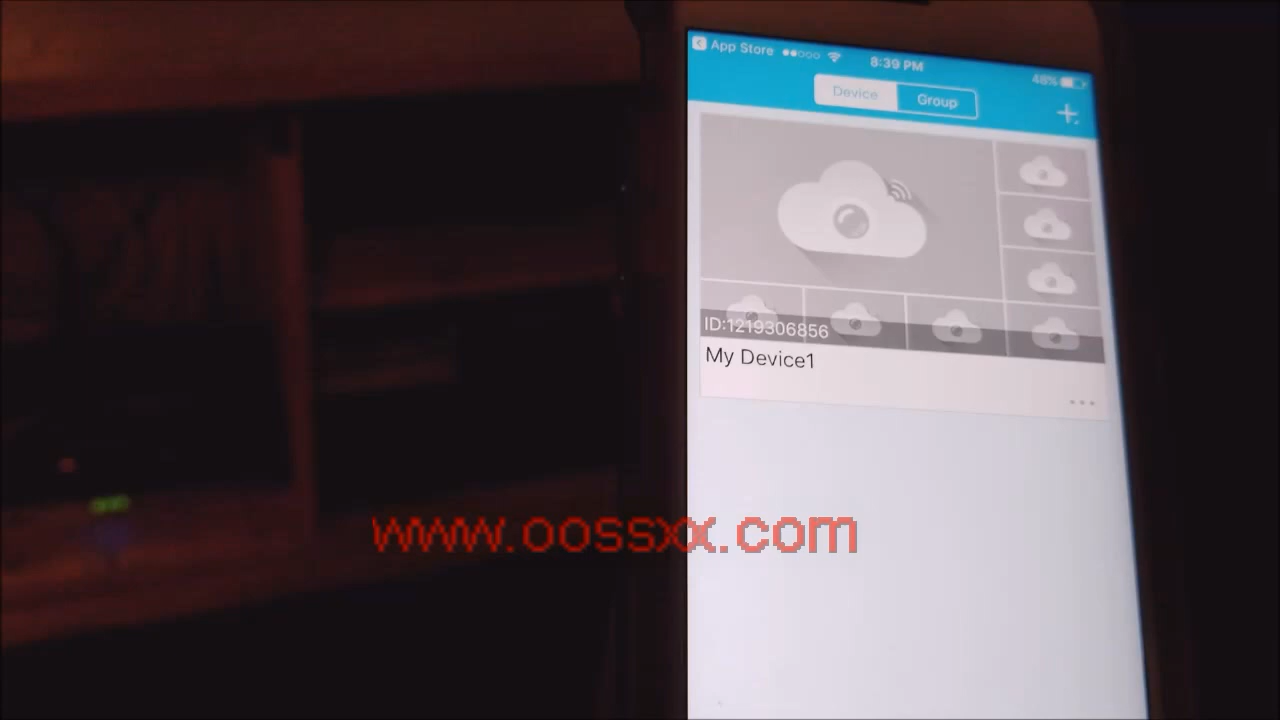 App Store
8:39 PM
48%
Device
Group
ID:1219306856
My Device1
www.oossxx.com